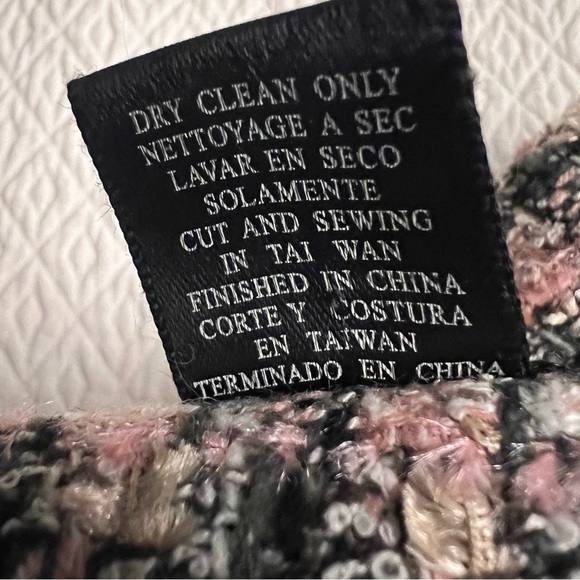 DRY CLEAN ONLY
NETTOYAGE A SEC
LAVAR EN SECO
SOLAMENTE
CUT AND SEWING
IN TAI WAN
FINISHED IN CHINA
CORTE Y COSTURA
EN TAIWAN
TERMINADO EN CHINA